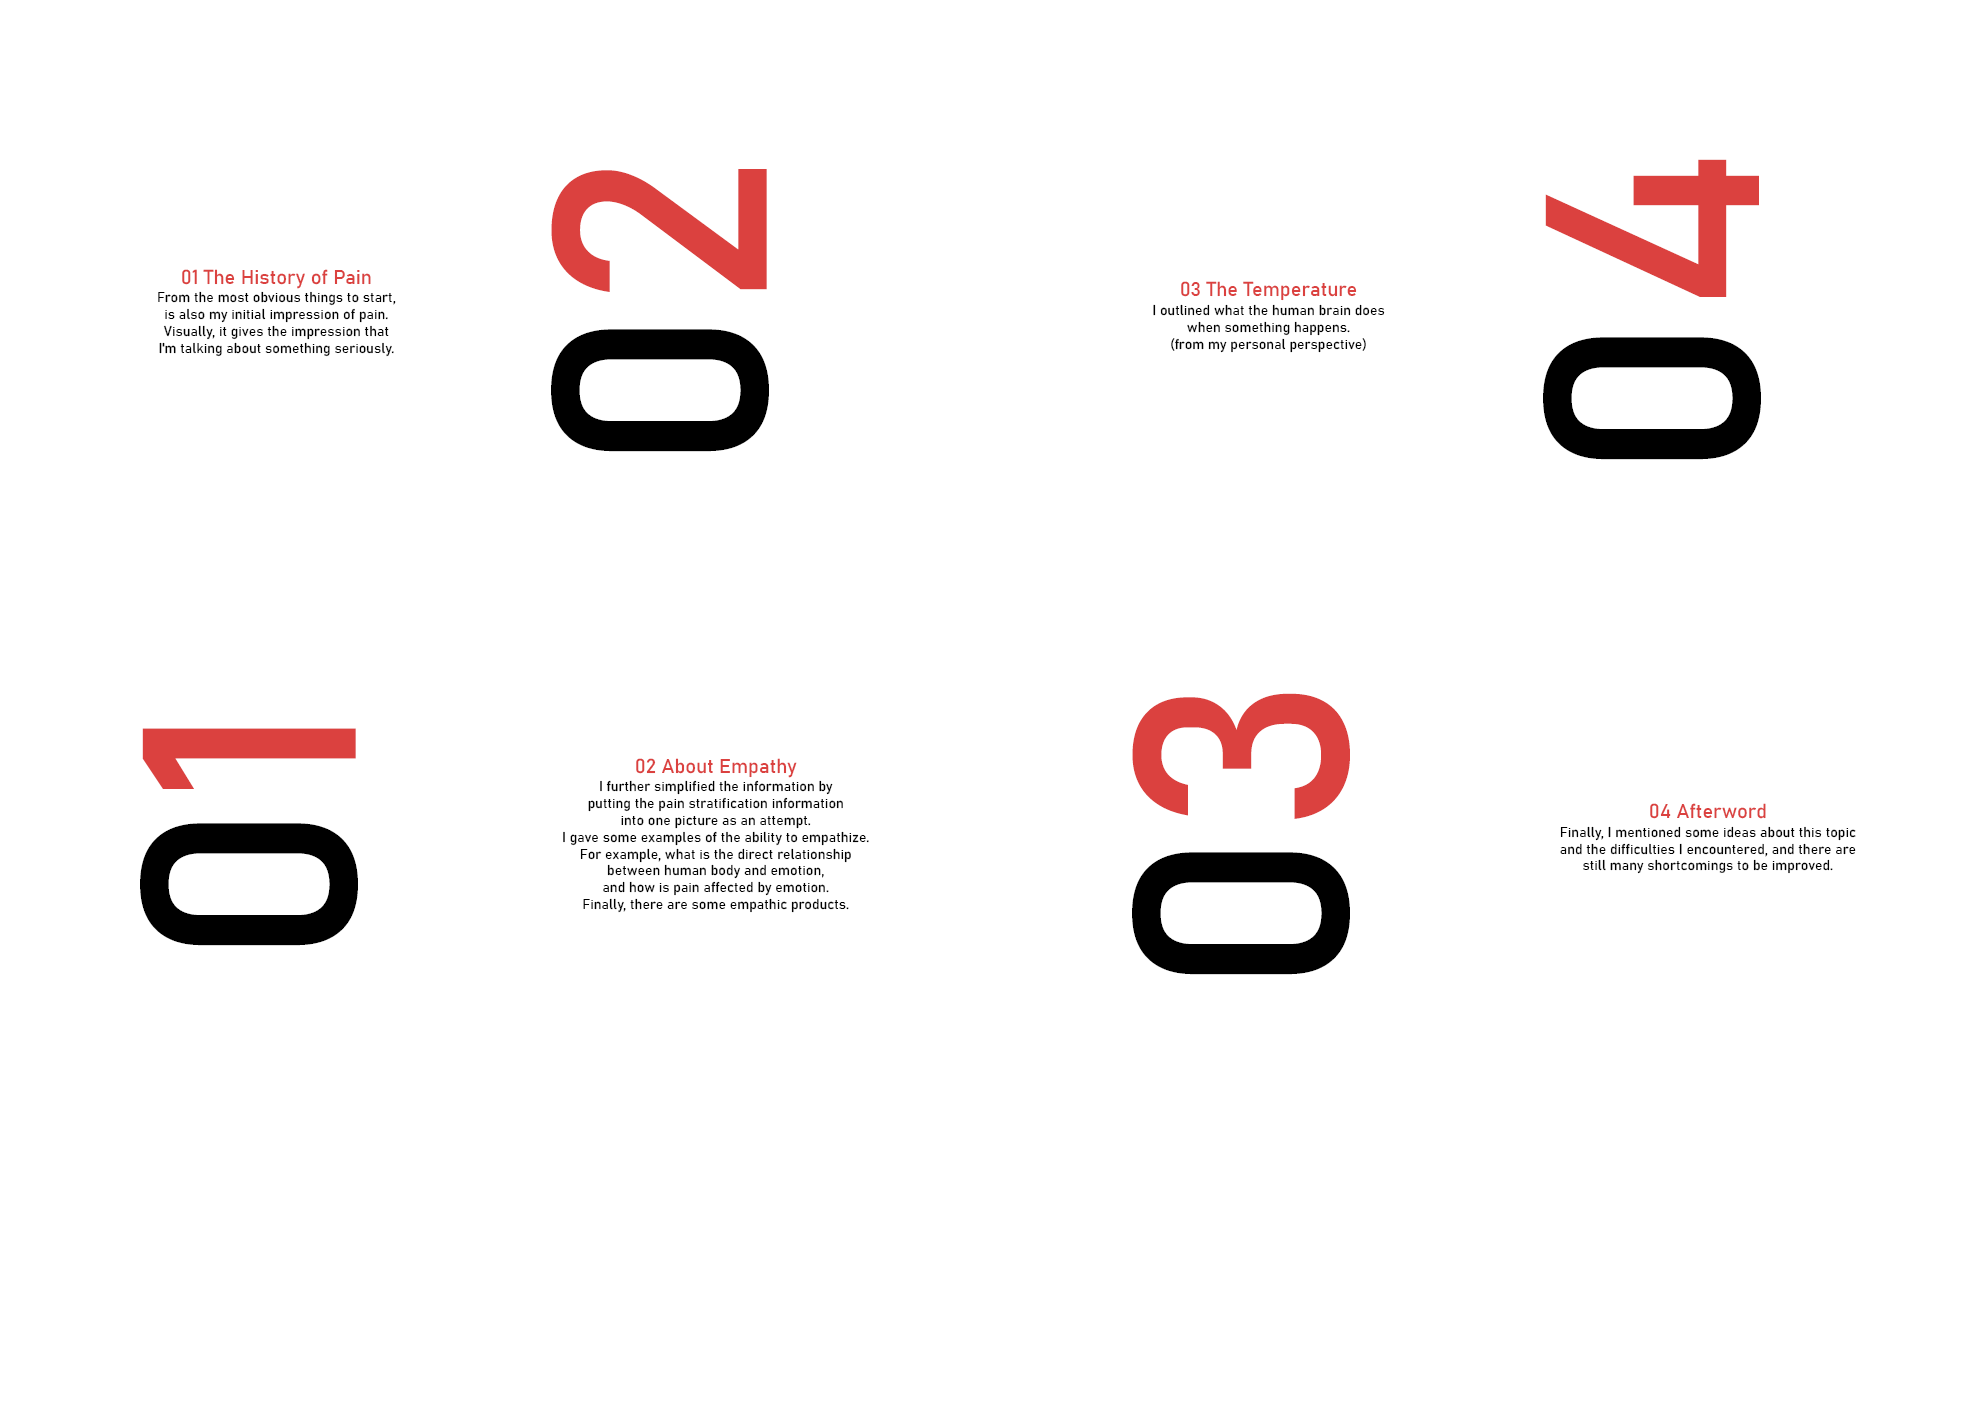 01 The History of Pain
From the most obvious things to start,
is also my initial impression of pain.
Visually, it gives the impression that
I'm talking about something seriously.
01
02
02 About Empathy
I further simplified the information by
putting the pain stratification information
into one picture as an attempt.
I gave some examples of the ability to empathize.
For example, what is the direct relationship
between human body and emotion,
and how is pain affected by emotion.
Finally, there are some empathic products.
03 The Temperature
I outlined what the human brain does
when something happens.
(from my personal perspective)
03
04
04 Afterword
Finally, I mentioned some ideas about this topic
and the difficulties I encountered, and there are
still many shortcomings to be improved.